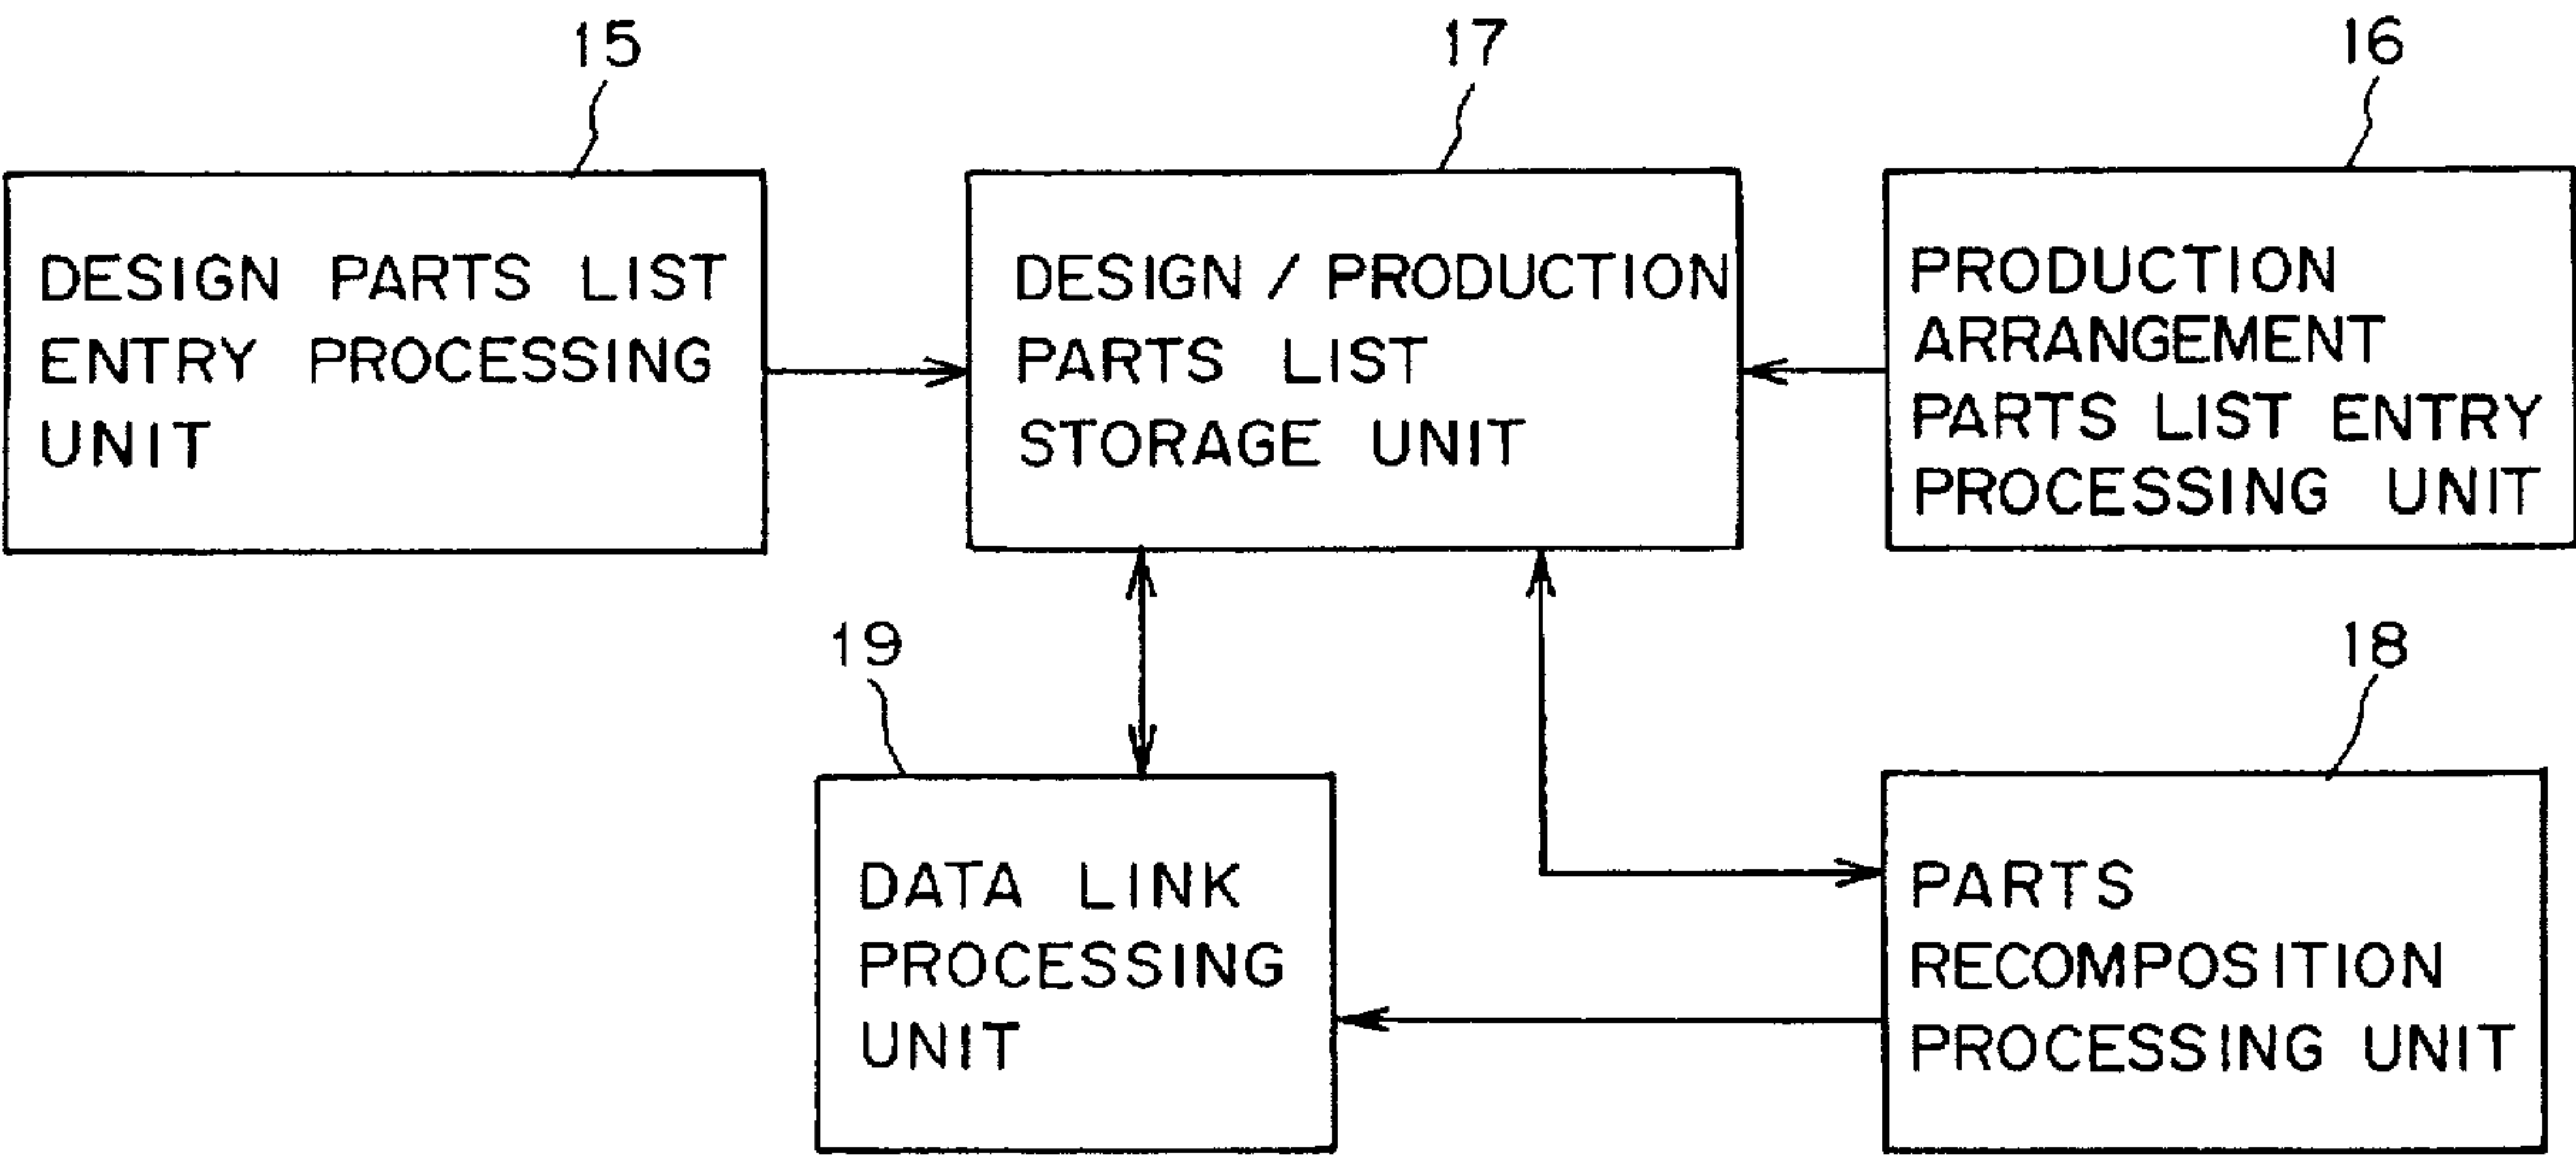 15
17
16
DESIGN PARTS LIST
ENTRY PROCESSING
UNIT
DESIGN / PRODUCTION
PARTS LIST
STORAGE UNIT
PRODUCTION
ARRANGEMENT
PARTS LIST ENTRY
PROCESSING UNIT
19
18
DATA LINK
PROCESSING
UNIT
PARTS
RECOMPOSITION
PROCESSING UNIT